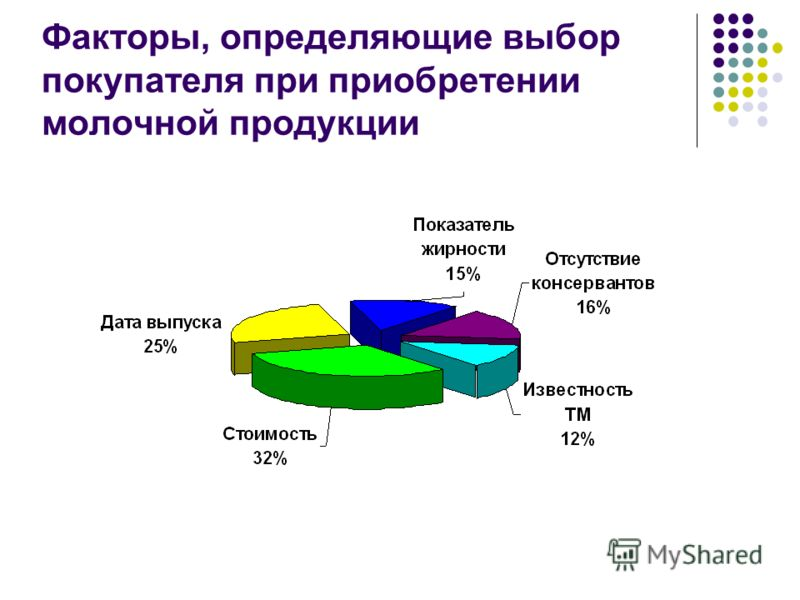 Факторы, определяющие выбор
покупателя при приобретении
молочной продукции
Показатель
жирности
15%
Отсутствие
консервантов
16%
Дата выпуска
25%
Известность
ТМ
12%
Стоимость
32%
MyShared